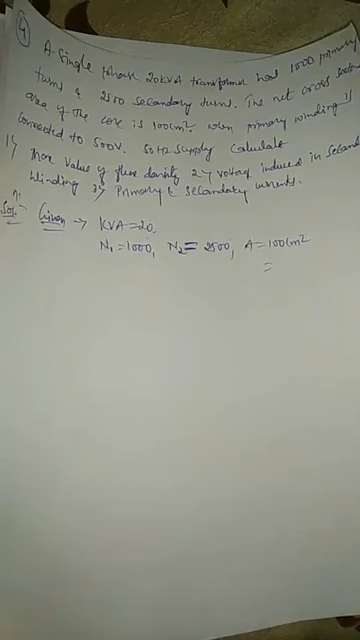 4)
A Single phase 20KVA transformer has 1000 primary
turns & 2500 secondary turns. The net cross section
area of the core is 100cm². when primary winding is
connected to 500V. 50Hz supply calculate
1) max value of flux density 2) voltage induced in second
winding 3) Primary & Secondary currents.
Sol:-
Given → KVA=20,
N₁=1000, N₂= 2500, A=100cm²
=